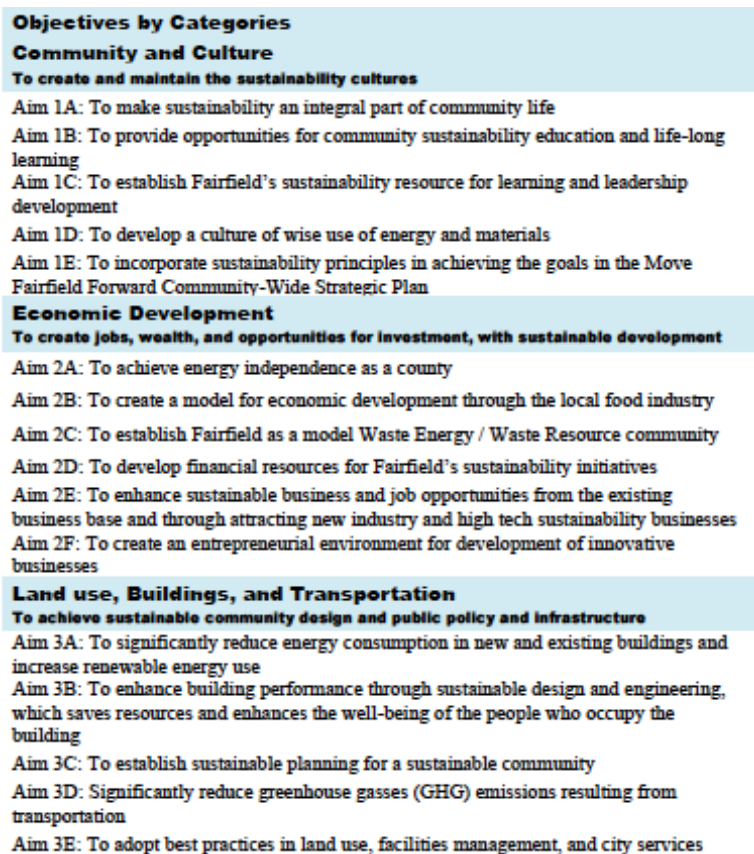 Objectives by Categories
Community and Culture
To create and maintain the sustainability cultures
Aim 1A: To make sustainability an integral part of community life
Aim 1B: To provide opportunities for community sustainability education and life-long
learning
Aim 1C: To establish Fairfield's sustainability resource for learning and leadership
development
Aim 1D: To develop a culture of wise use of energy and materials
Aim 1E: To incorporate sustainability principles in achieving the goals in the Move
Fairfield Forward Community-Wide Strategic Plan
Economic Development
To create jobs, wealth, and opportunities for investment, with sustainable development
Aim 2A: To achieve energy independence as a county
Aim 2B: To create a model for economic development through the local food industry
Aim 2C: To establish Fairfield as a model Waste Energy / Waste Resource community
Aim 2D: To develop financial resources for Fairfield's sustainability initiatives
Aim 2E: To enhance sustainable business and job opportunities from the existing
business base and through attracting new industry and high tech sustainability businesses
Aim 2F: To create an entrepreneurial environment for development of innovative
businesses
Land use, Buildings, and Transportation
To achieve sustainable community design and public policy and infrastructure
Aim 3A: To significantly reduce energy consumption in new and existing buildings and
increase renewable energy use
Aim 3B: To enhance building performance through sustainable design and engineering,
which saves resources and enhances the well-being of the people who occupy the
building
Aim 3C: To establish sustainable planning for a sustainable community
Aim 3D: Significantly reduce greenhouse gasses (GHG) emissions resulting from
transportation
Aim 3E: To adopt best practices in land use, facilities management, and city services